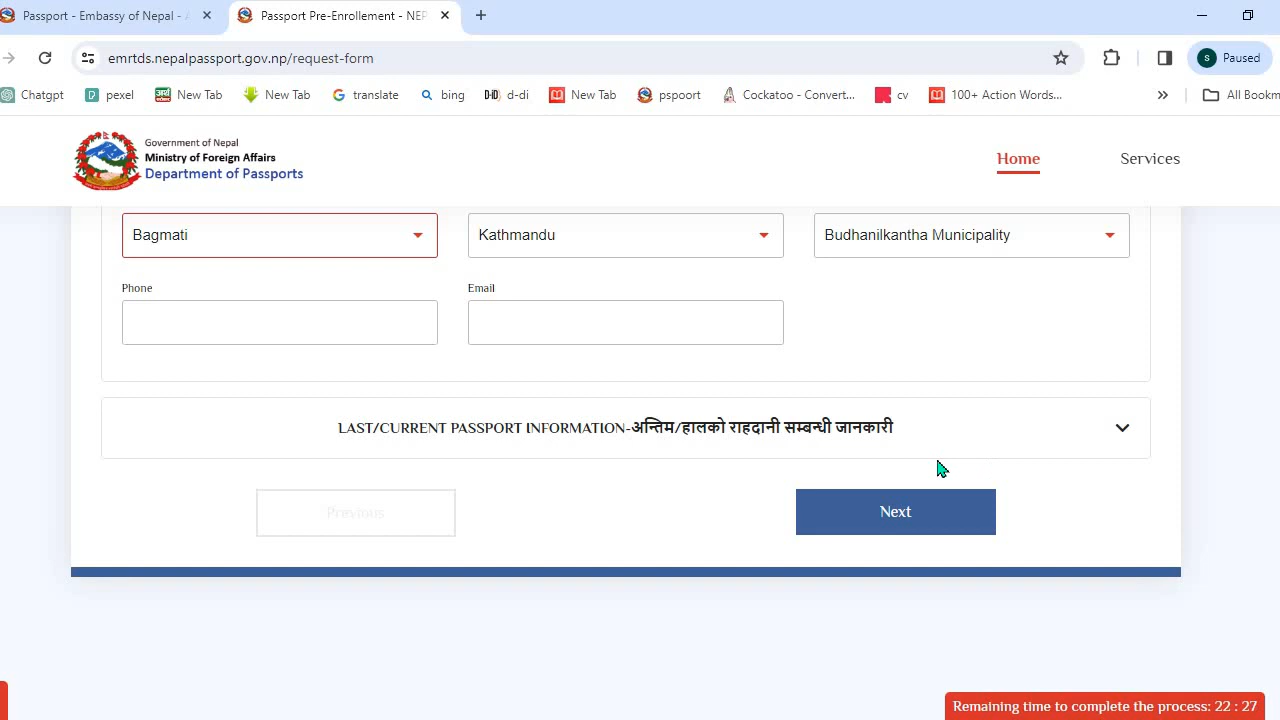 Passport - Embassy of Nepal -
Passport Pre-Enrollement - NEP
emrtds.nepalpassport.gov.np/request-form
S
Paused
Chatgpt
pexel
New Tab
New Tab
translate
bing
d-di
New Tab
pspoort
Cockatoo - Convert...
cv
100+ Action Words...
All Bookm
Government of Nepal
Ministry of Foreign Affairs
Department of Passports
Home
Services
Bagmati
Kathmandu
Budhanilkantha Municipality
Phone
Email
LAST/CURRENT PASSPORT INFORMATION-अन्तिम/हालको राहदानी सम्बन्धी जानकारी
Previous
Next
Remaining time to complete the process: 22 : 27